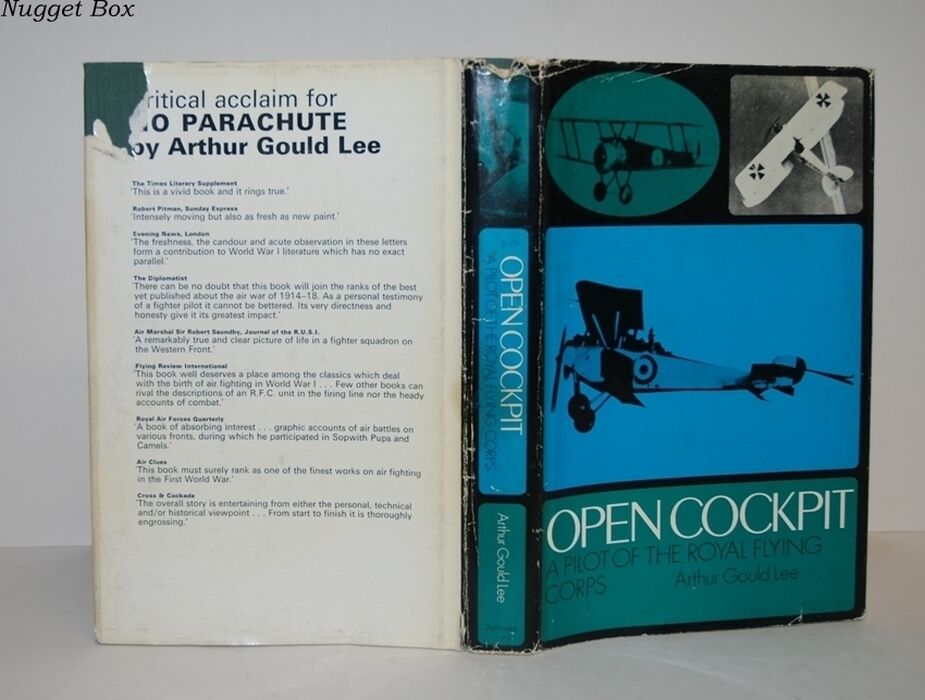 Nugget Box
ritical acclaim for
O PARACHUTE
by Arthur Gould Lee
The Times Literary Supplement
'This is a vivid book and it rings true.'
Robert Pitman, Sunday Express
'Intensely moving but also as fresh as new paint.'
Evening News, London
'The freshness, the candour and acute observation in these letters
form a contribution to World War I literature which has no exact
parallel.'
The Diplomatist
'There can be no doubt that this book will join the ranks of the best
yet published about the air war of 1914–18. As a personal testimony
of a fighter pilot it cannot be bettered. Its very directness and
honesty give it its greatest impact.'
Air Marshal Sir Robert Saundby, Journal of the R.U.S.I.
'A remarkably true and clear picture of life in a fighter squadron on
the Western Front.'
Flying Review International
'This book well deserves a place among the classics which deal
with the birth of air fighting in World War I . . . Few other books can
rival the descriptions of an R.F.C. unit in the firing line nor the heady
accounts of combat.'
Royal Air Forces Quarterly
'A book of absorbing interest . . . graphic accounts of air battles on
various fronts, during which he participated in Sopwith Pups and
Camels.'
Air Clues
'This book must surely rank as one of the finest works on air fighting
in the First World War.'
Cross & Cockade
'The overall story is entertaining from either the personal, technical
and/or historical viewpoint . . . From start to finish it is thoroughly
engrossing.'
OPEN COCKPIT
A PILOT OF THE ROYAL FLYING CORPS
Arthur Gould Lee
Jarrolds
OPEN COCKPIT
A PILOT OF THE ROYAL FLYING
CORPS Arthur Gould Lee